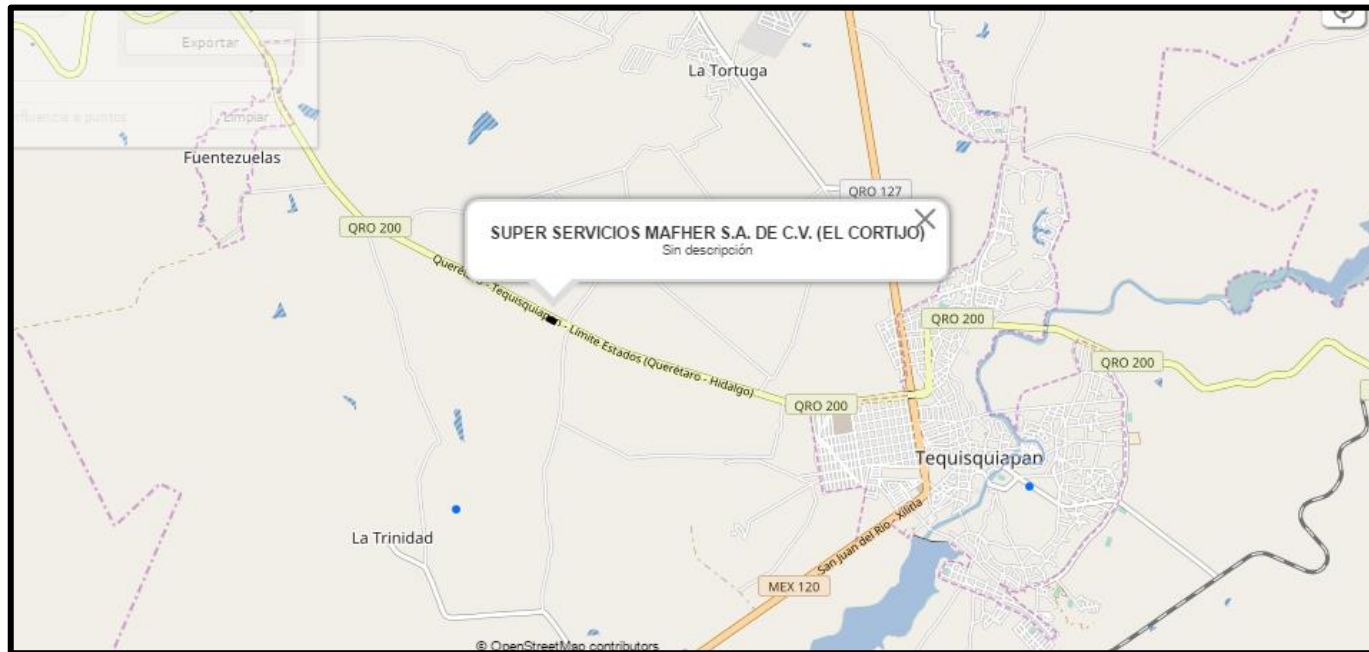 Exportar
La Tortuga
nfluencia a puntos
Limpiar
Fuentezuelas
QRO 127
QRO 200
SUPER SERVICIOS MAFHER S.A. DE C.V. (EL CORTIJO)
Sin descripción
Querétaro - Tequisquiapan - Límite Estados (Querétaro - Hidalgo)
QRO 200
QRO 200
QRO 200
Tequisquiapan
La Trinidad
San Juan del Río - Xilitla
MEX 120
© OpenStreetMap contributors